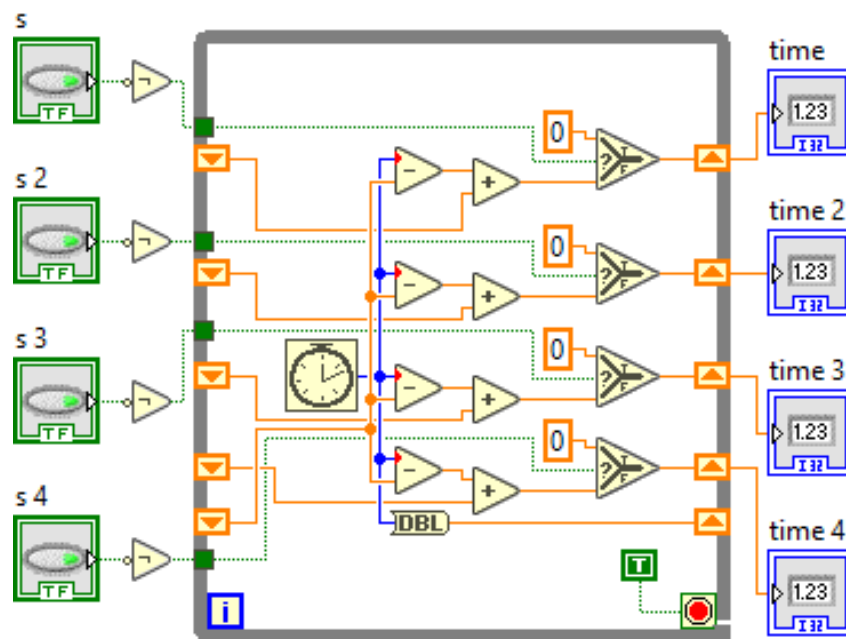 s
TF
s 2
TF
s 3
TF
s 4
TF
0
? T F
0
? T F
0
? T F
0
? T F
DBL
T
i
time
1.23
I32
time 2
1.23
I32
time 3
1.23
I32
time 4
1.23
I32